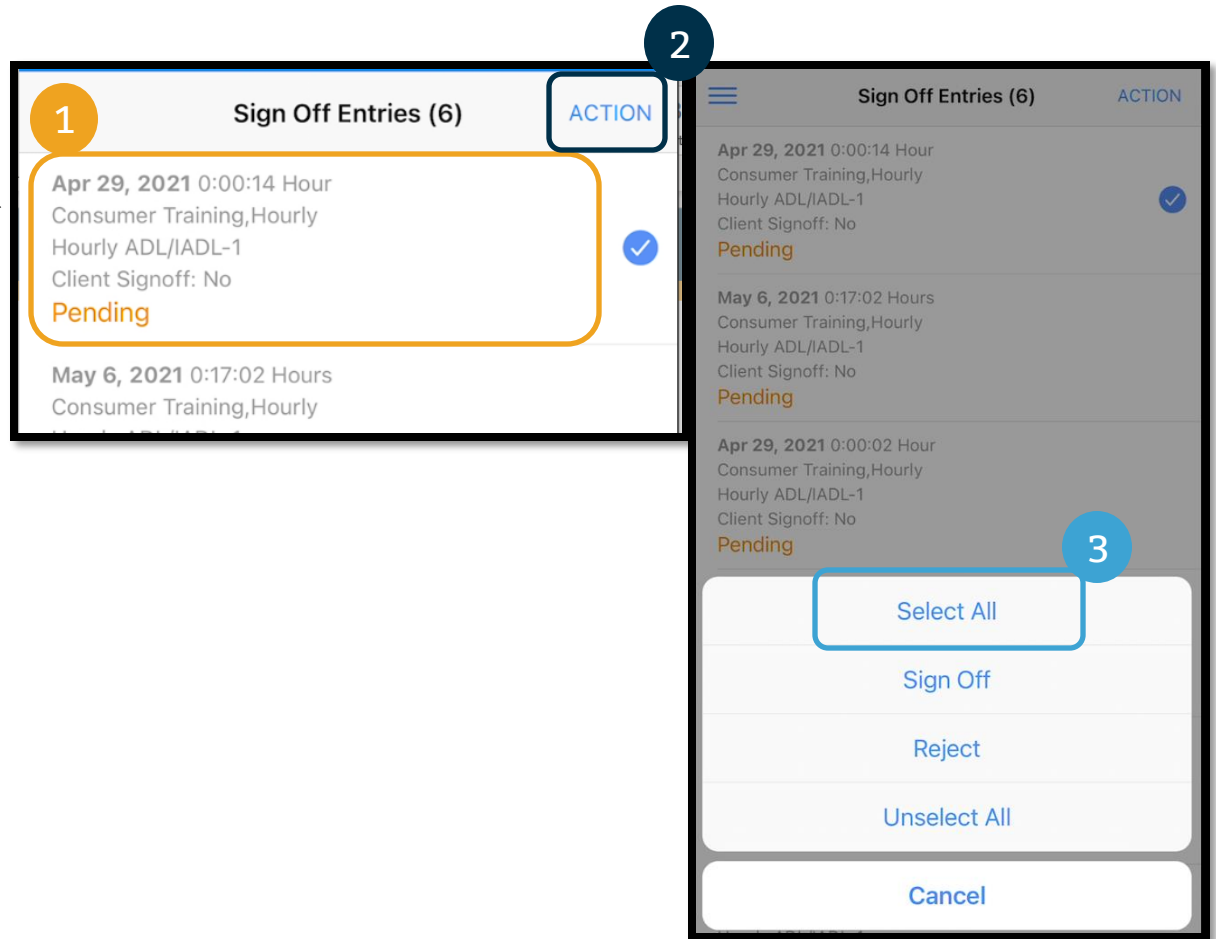 2
1
Sign Off Entries (6)
ACTION
Apr 29, 2021 0:00:14 Hour
Consumer Training,Hourly
Hourly ADL/IADL-1
Client Signoff: No
Pending
May 6, 2021 0:17:02 Hours
Consumer Training,Hourly
Sign Off Entries (6)
ACTION
Apr 29, 2021 0:00:14 Hour
Consumer Training,Hourly
Hourly ADL/IADL-1
Client Signoff: No
Pending
May 6, 2021 0:17:02 Hours
Consumer Training,Hourly
Hourly ADL/IADL-1
Client Signoff: No
Pending
Apr 29, 2021 0:00:02 Hour
Consumer Training,Hourly
Hourly ADL/IADL-1
Client Signoff: No
Pending
3
Select All
Sign Off
Reject
Unselect All
Cancel